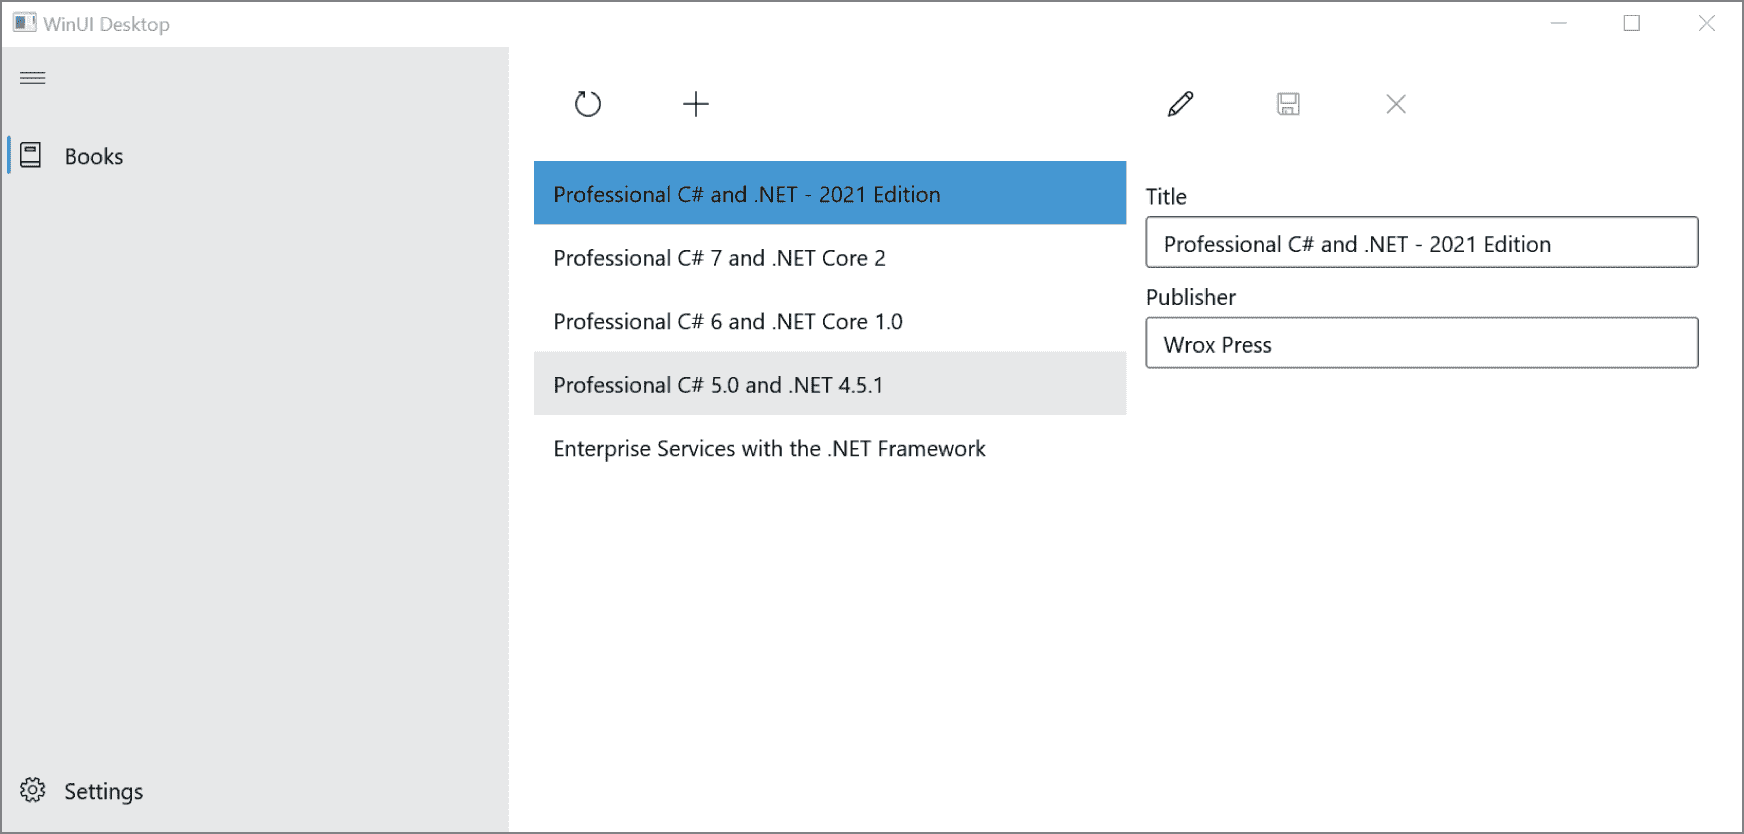 WinUI Desktop
Books
Settings
Professional C# and .NET - 2021 Edition
Professional C# 7 and .NET Core 2
Professional C# 6 and .NET Core 1.0
Professional C# 5.0 and .NET 4.5.1
Enterprise Services with the .NET Framework
Title
Professional C# and .NET - 2021 Edition
Publisher
Wrox Press